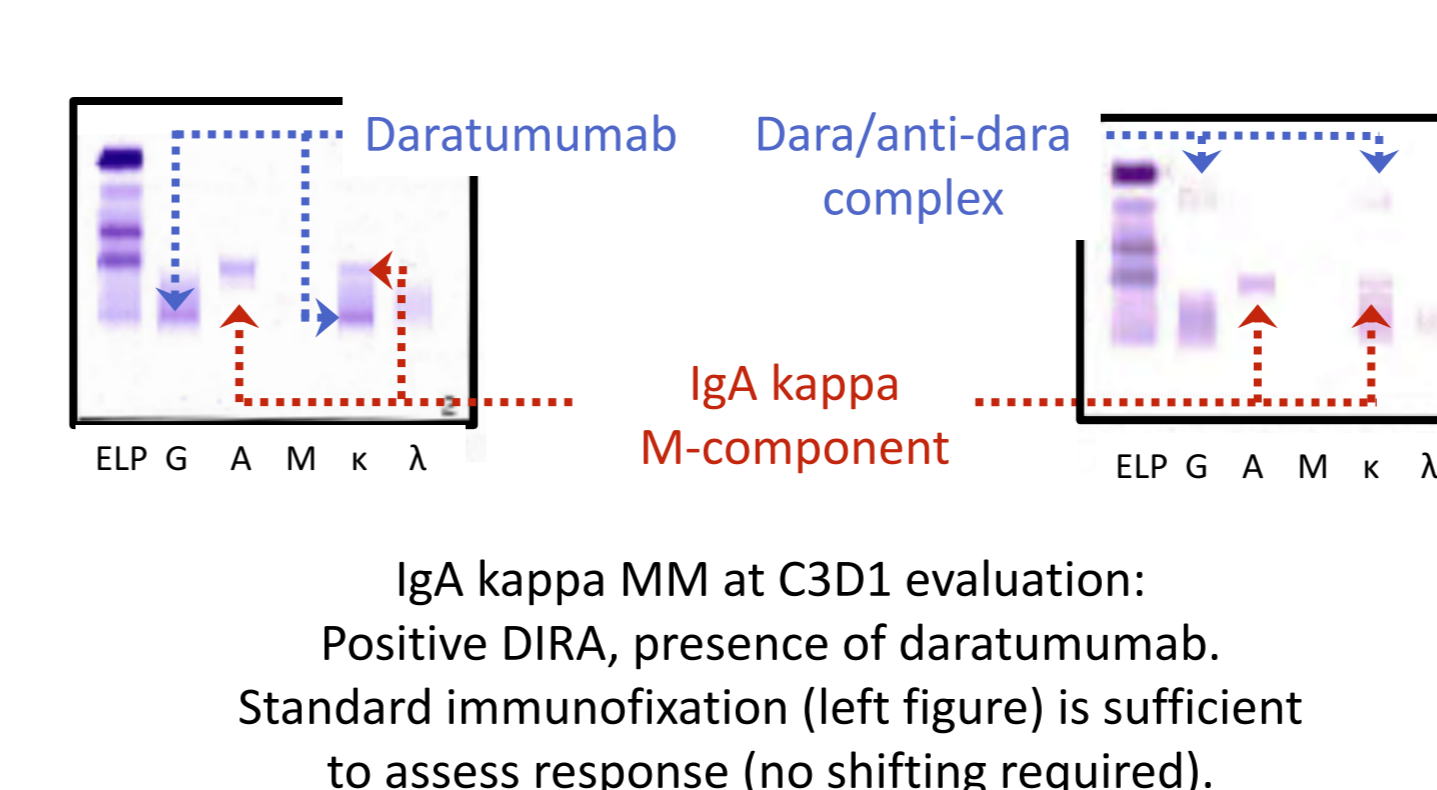 Daratumumab
Dara/anti-dara
complex
IgA kappa
M-component
2
ELP G A M κ λ
ELP G A M κ λ
IgA kappa MM at C3D1 evaluation:
Positive DIRA, presence of daratumumab.
Standard immunofixation (left figure) is sufficient
to assess response (no shifting required).